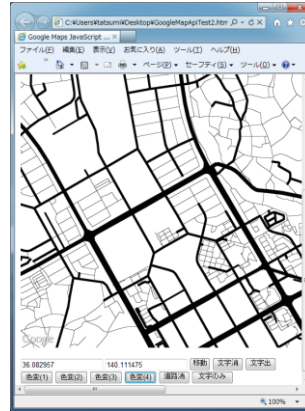 C:¥Users¥tatsumi¥Desktop¥GoogleMapApiTest2.htm
Google Maps JavaScript ... ×
ファイル(F) 編集(E) 表示(V) お気に入り(A) ツール(T) ヘルプ(H)
ページ(P) セーフティ(S) ツール(O)
Google
36.082957 140.111475 移動 文字消 文字出
色変(1) 色変(2) 色変(3) 色変(4) 道路消 文字のみ
100%